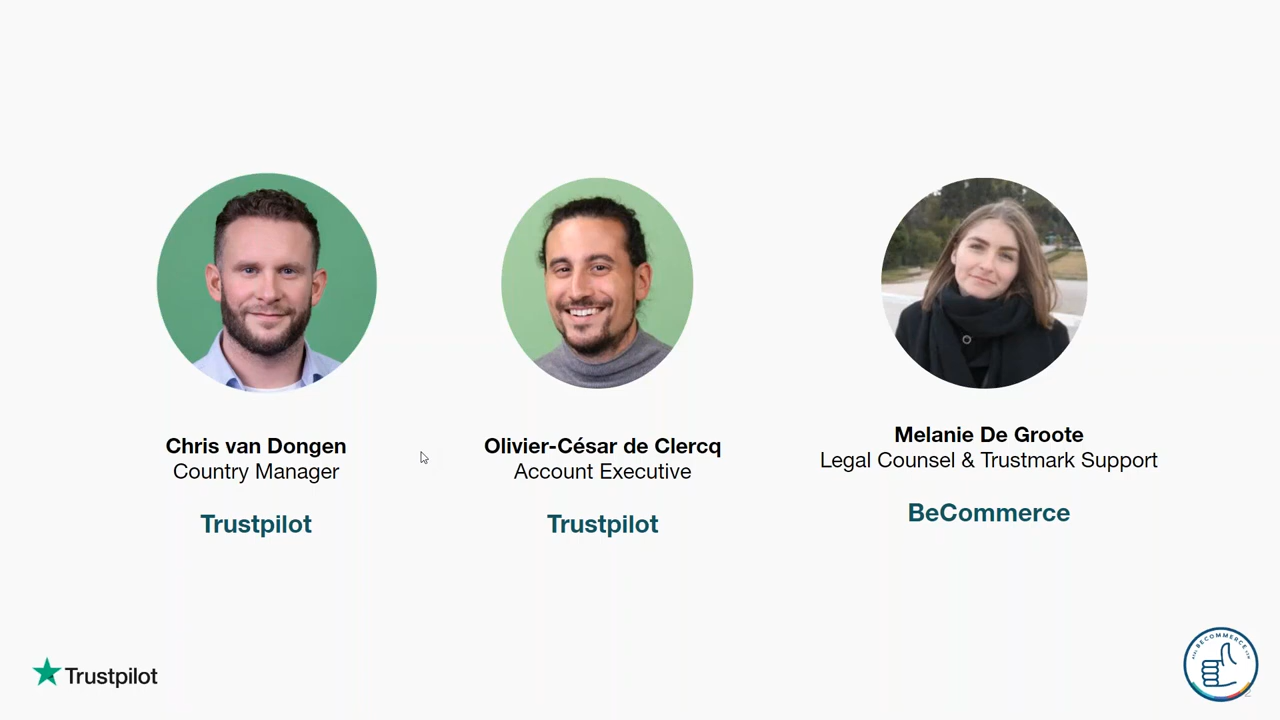 Chris van Dongen
Country Manager
Trustpilot
Olivier-César de Clercq
Account Executive
Trustpilot
Melanie De Groote
Legal Counsel & Trustmark Support
BeCommerce
Trustpilot
BECOMMERCE